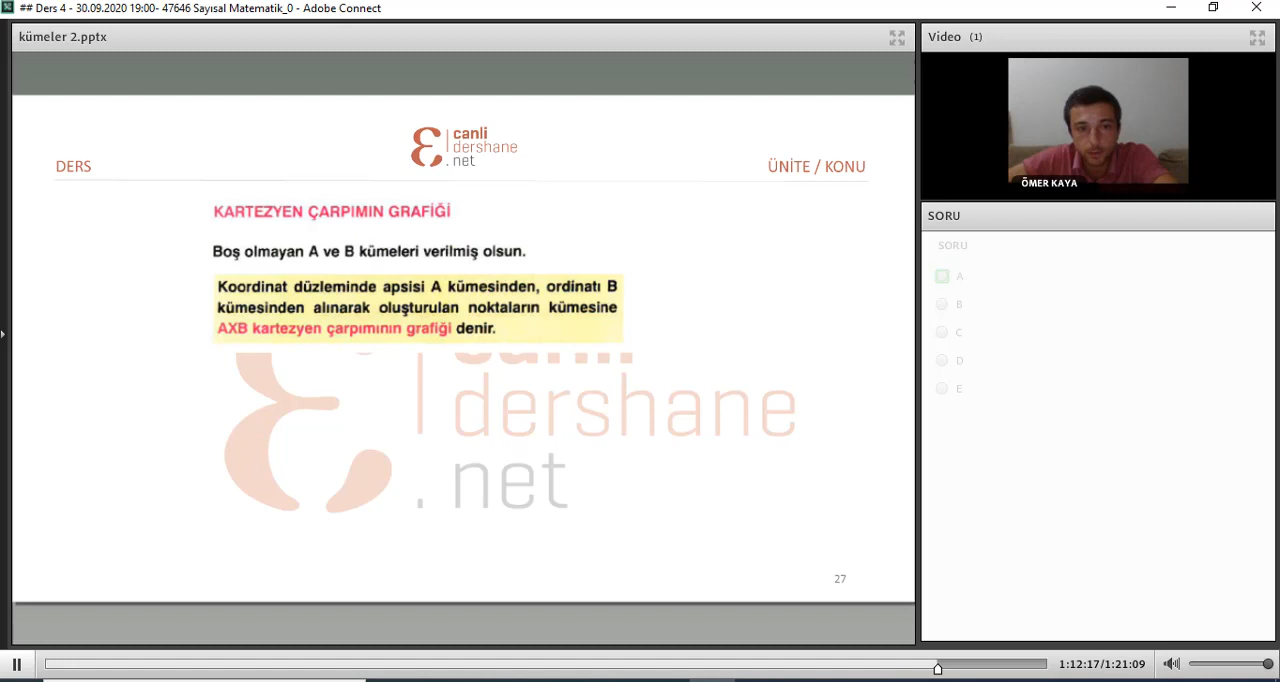 ## Ders 4 - 30.09.2020 19:00- 47646 Sayısal Matematik_0 - Adobe Connect
kümeler 2.pptx
Video (1)
canli
dershane
.net
DERS
ÜNİTE / KONU
ÖMER KAYA
SORU
KARTEZYEN ÇARPIMIN GRAFİĞİ
SORU
Boş olmayan A ve B kümeleri verilmiş olsun.
A
Koordinat düzleminde apsisi A kümesinden, ordinatı B
B
kümesinden alınarak oluşturulan noktaların kümesine
AXB kartezyen çarpımının grafiği denir.
C
D
E
canli
dershane
.net
27
1:12:17/1:21:09